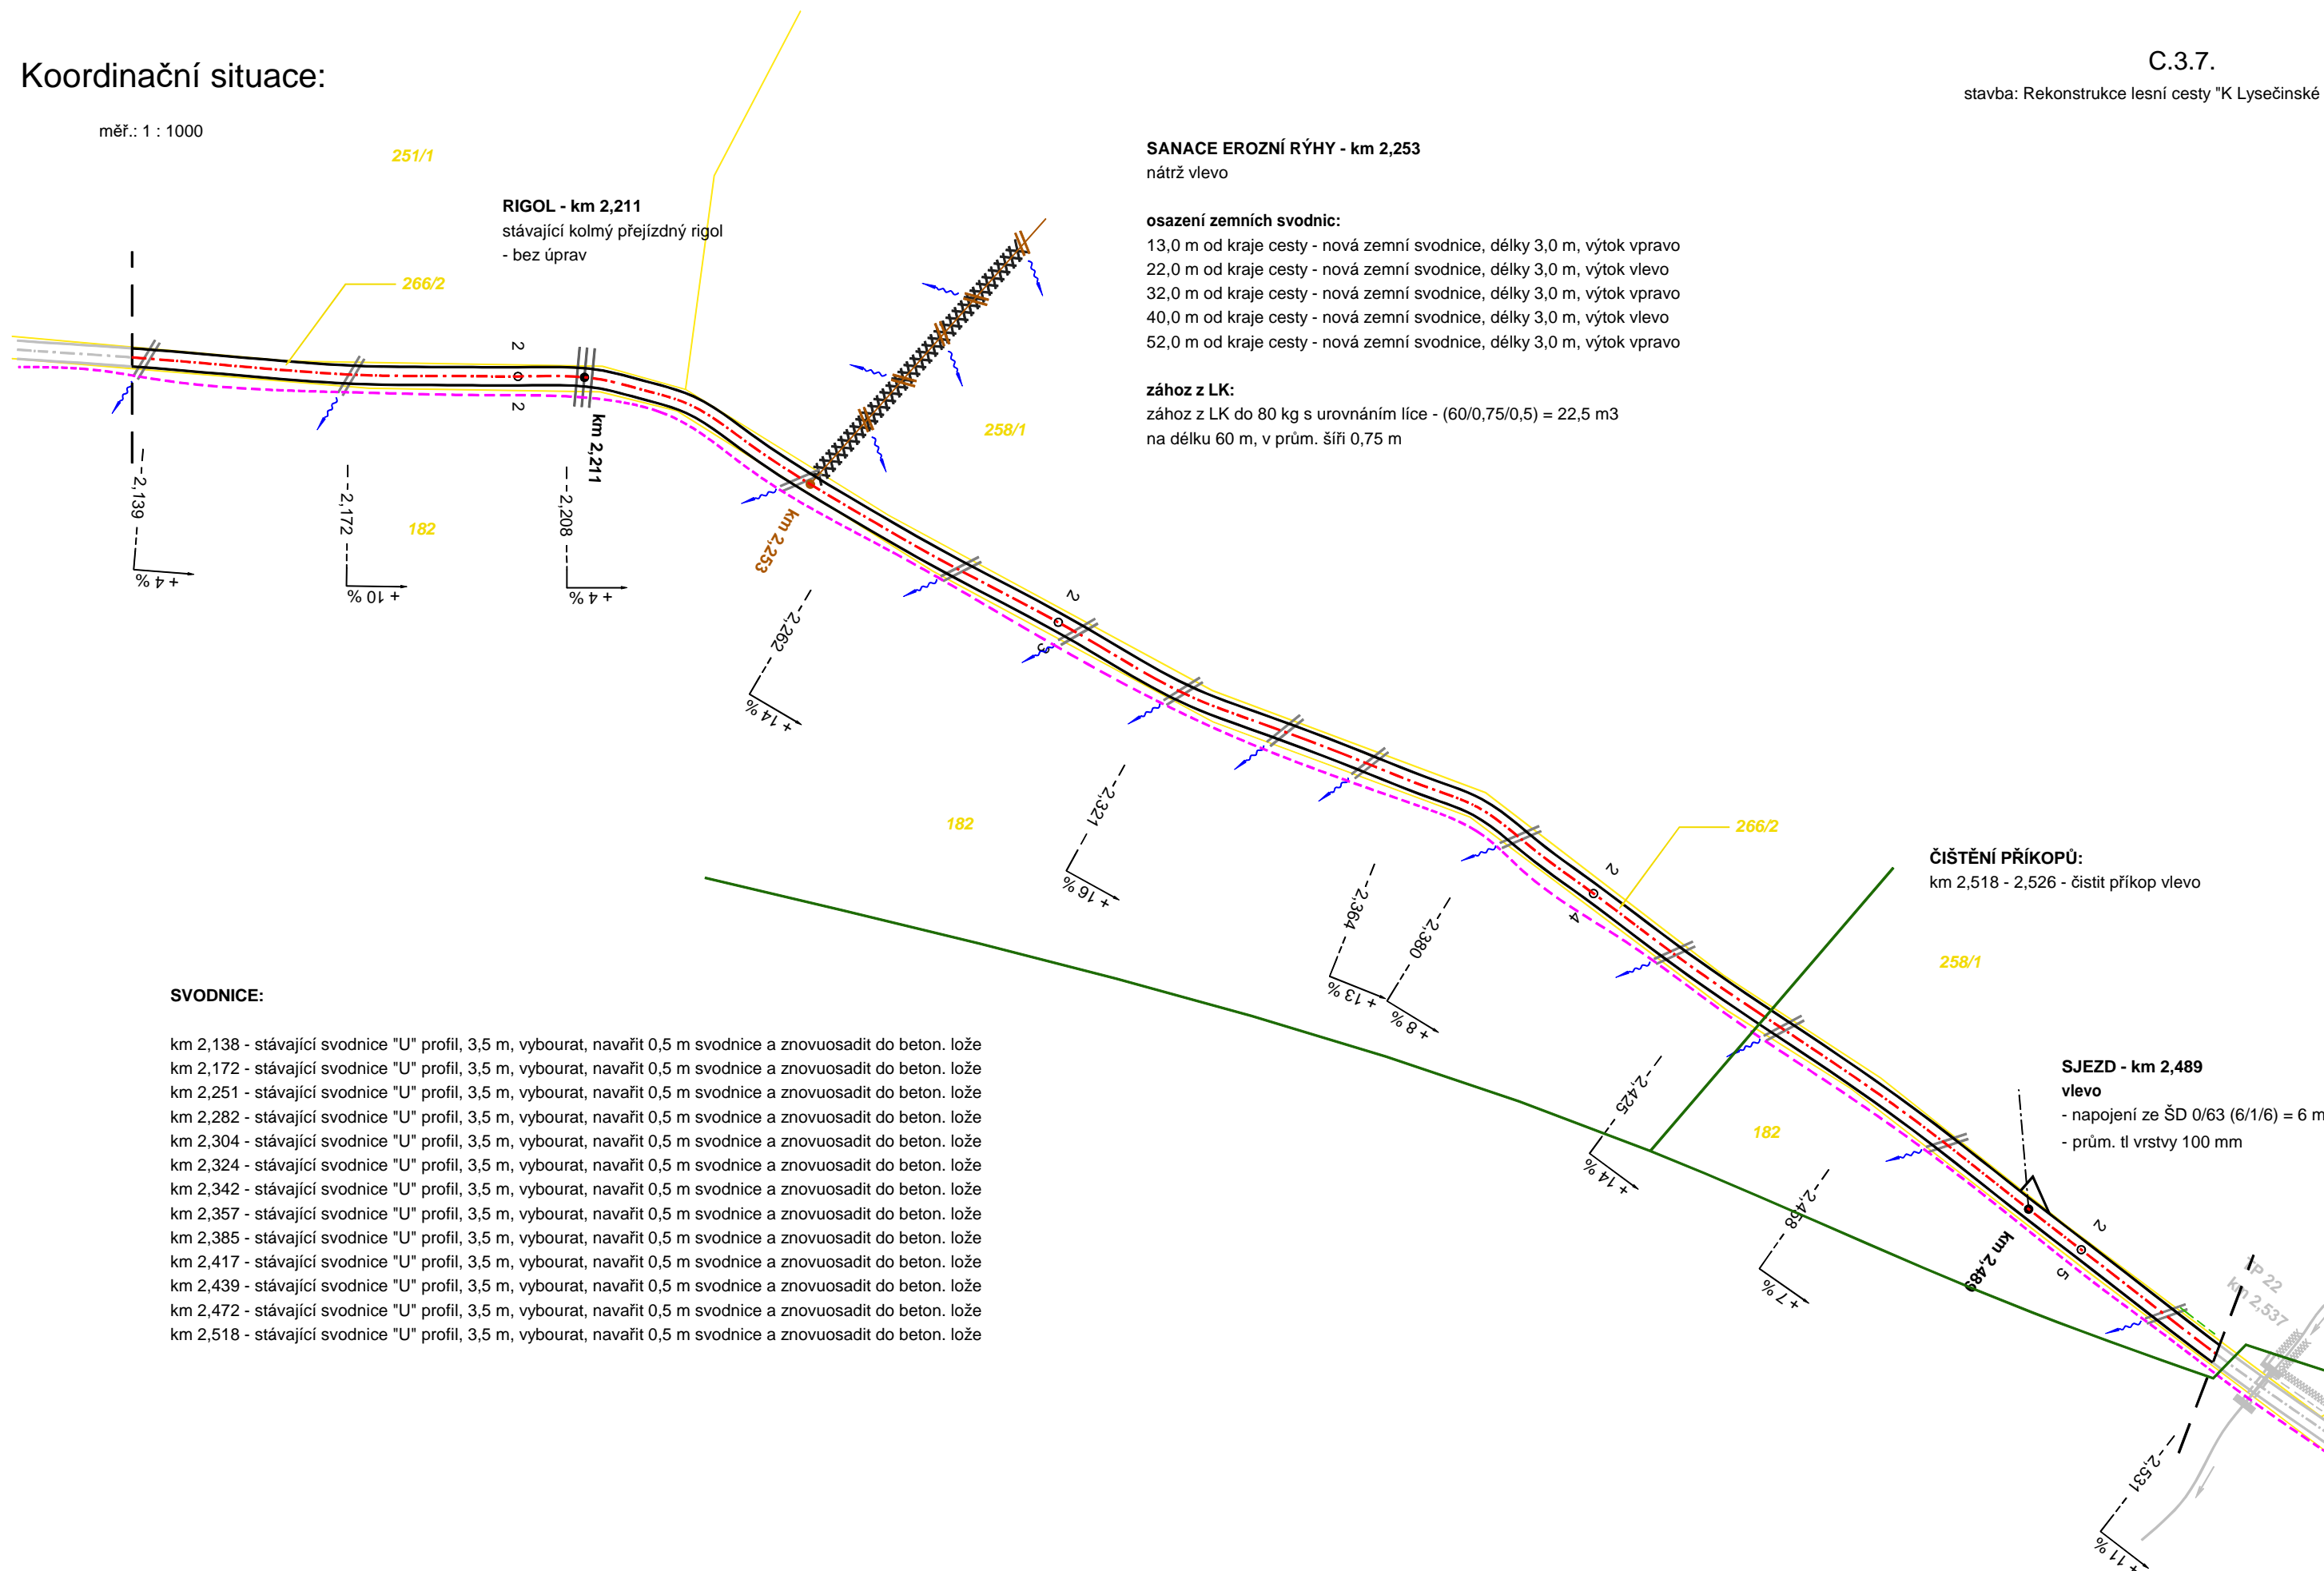 Koordinační situace:
měř.: 1 : 1000
C.3.7.
stavba: Rekonstrukce lesní cesty "K Lysečinské
251/1
266/2
RIGOL - km 2,211
stávající kolmý přejízdný rigol
- bez úprav
SANACE EROZNÍ RÝHY - km 2,253
nátrž vlevo
osazení zemních svodnic:
13,0 m od kraje cesty - nová zemní svodnice, délky 3,0 m, výtok vpravo
22,0 m od kraje cesty - nová zemní svodnice, délky 3,0 m, výtok vlevo
32,0 m od kraje cesty - nová zemní svodnice, délky 3,0 m, výtok vpravo
40,0 m od kraje cesty - nová zemní svodnice, délky 3,0 m, výtok vlevo
52,0 m od kraje cesty - nová zemní svodnice, délky 3,0 m, výtok vpravo
zához z LK:
zához z LK do 80 kg s urovnáním líce - (60/0,75/0,5) = 22,5 m3
na délku 60 m, v prům. šíři 0,75 m
2
2
km 2,211
258/1
2,139
+ 4 %
2,172
+ 10 %
182
2,208
+ 4 %
km 2,253
2,262
+ 14 %
2
3
182
2,321
+ 16 %
2,364
+ 13 %
2,380
+ 8 %
266/2
2
4
ČIŠTĚNÍ PŘÍKOPŮ:
km 2,518 - 2,526 - čistit příkop vlevo
258/1
2,425
+ 14 %
182
2,458
+ 7 %
SJEZD - km 2,489
vlevo
- napojení ze ŠD 0/63 (6/1/6) = 6 m
- prům. tl vrstvy 100 mm
km 2,489
2
5
P 22
km 2,537
2,531
+ 11 %
SVODNICE:
km 2,138 - stávající svodnice "U" profil, 3,5 m, vybourat, navařit 0,5 m svodnice a znovuosadit do beton. lože
km 2,172 - stávající svodnice "U" profil, 3,5 m, vybourat, navařit 0,5 m svodnice a znovuosadit do beton. lože
km 2,251 - stávající svodnice "U" profil, 3,5 m, vybourat, navařit 0,5 m svodnice a znovuosadit do beton. lože
km 2,282 - stávající svodnice "U" profil, 3,5 m, vybourat, navařit 0,5 m svodnice a znovuosadit do beton. lože
km 2,304 - stávající svodnice "U" profil, 3,5 m, vybourat, navařit 0,5 m svodnice a znovuosadit do beton. lože
km 2,324 - stávající svodnice "U" profil, 3,5 m, vybourat, navařit 0,5 m svodnice a znovuosadit do beton. lože
km 2,342 - stávající svodnice "U" profil, 3,5 m, vybourat, navařit 0,5 m svodnice a znovuosadit do beton. lože
km 2,357 - stávající svodnice "U" profil, 3,5 m, vybourat, navařit 0,5 m svodnice a znovuosadit do beton. lože
km 2,385 - stávající svodnice "U" profil, 3,5 m, vybourat, navařit 0,5 m svodnice a znovuosadit do beton. lože
km 2,417 - stávající svodnice "U" profil, 3,5 m, vybourat, navařit 0,5 m svodnice a znovuosadit do beton. lože
km 2,439 - stávající svodnice "U" profil, 3,5 m, vybourat, navařit 0,5 m svodnice a znovuosadit do beton. lože
km 2,472 - stávající svodnice "U" profil, 3,5 m, vybourat, navařit 0,5 m svodnice a znovuosadit do beton. lože
km 2,518 - stávající svodnice "U" profil, 3,5 m, vybourat, navařit 0,5 m svodnice a znovuosadit do beton. lože